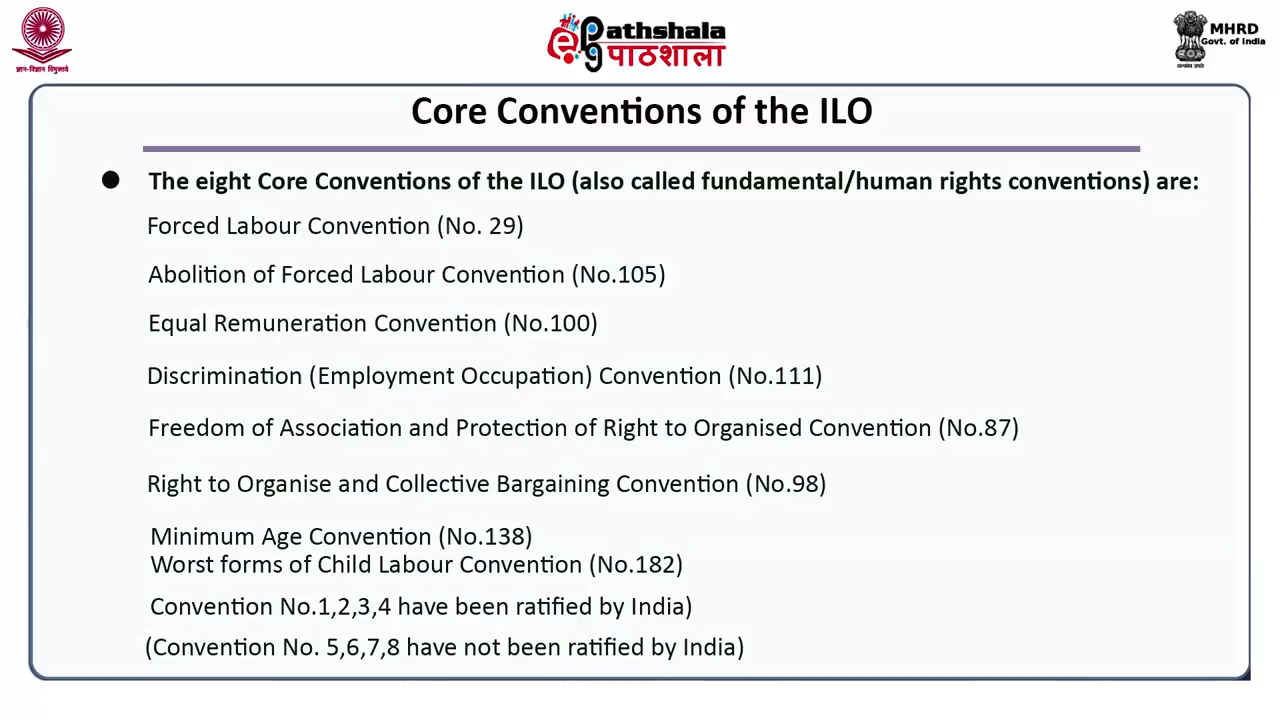 ePG Pathshala
पाठशाला
MHRD
Govt. of India
ज्ञान-विज्ञान विमुक्तये
सत्यमेव जयते
Core Conventions of the ILO
● The eight Core Conventions of the ILO (also called fundamental/human rights conventions) are:
Forced Labour Convention (No. 29)
Abolition of Forced Labour Convention (No.105)
Equal Remuneration Convention (No.100)
Discrimination (Employment Occupation) Convention (No.111)
Freedom of Association and Protection of Right to Organised Convention (No.87)
Right to Organise and Collective Bargaining Convention (No.98)
Minimum Age Convention (No.138)
Worst forms of Child Labour Convention (No.182)
Convention No.1,2,3,4 have been ratified by India)
(Convention No. 5,6,7,8 have not been ratified by India)